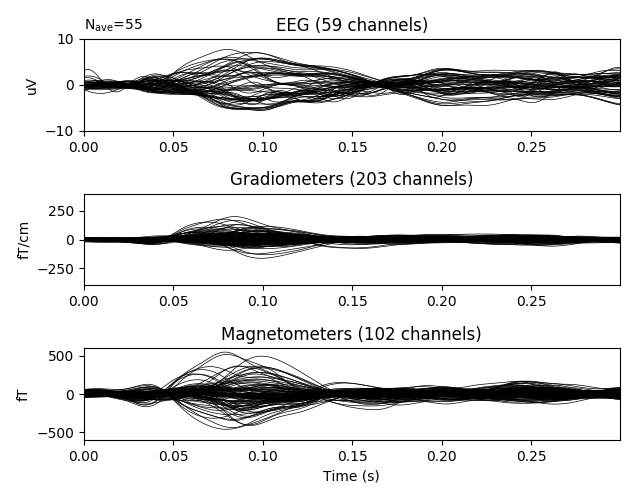 N_ave=55
EEG (59 channels)
10
0
−10
uV
0.00 0.05 0.10 0.15 0.20 0.25
Gradiometers (203 channels)
250
0
−250
fT/cm
0.00 0.05 0.10 0.15 0.20 0.25
Magnetometers (102 channels)
500
0
−500
fT
0.00 0.05 0.10 0.15 0.20 0.25
Time (s)